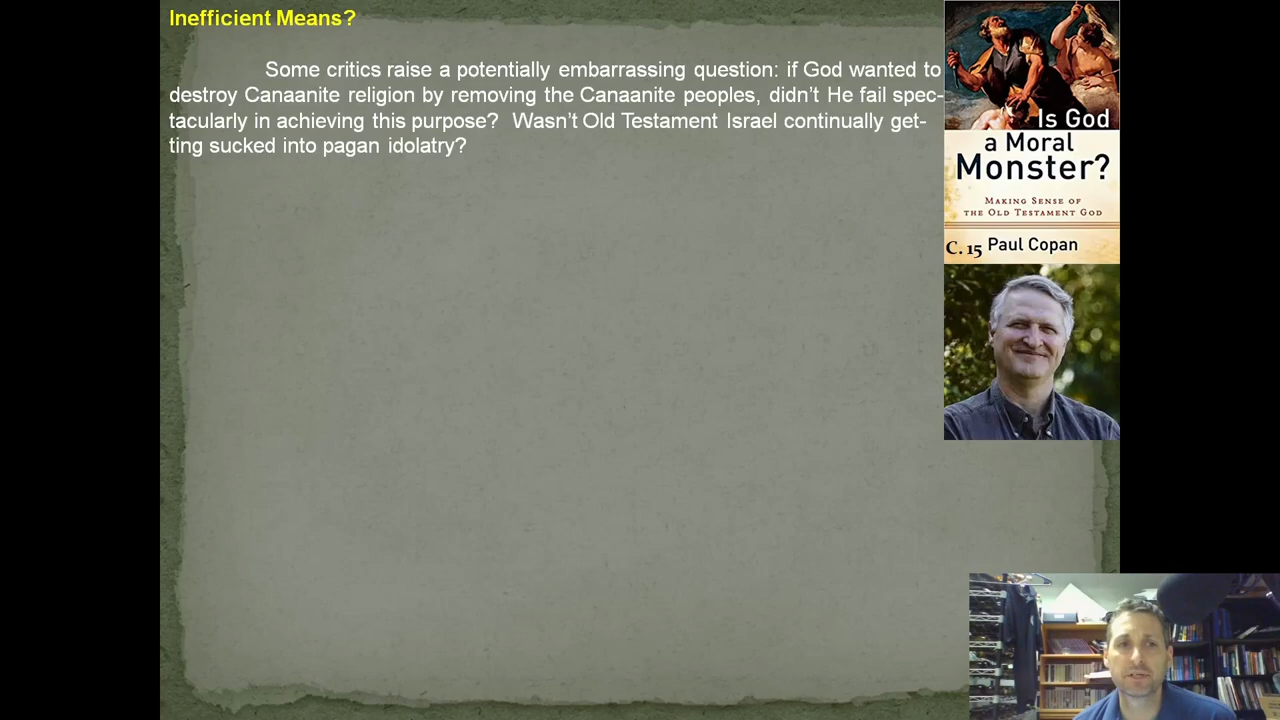 Inefficient Means?
Some critics raise a potentially embarrassing question: if God wanted to
destroy Canaanite religion by removing the Canaanite peoples, didn’t He fail spec-
tacularly in achieving this purpose?  Wasn’t Old Testament Israel continually get-
ting sucked into pagan idolatry?
Is God
a Moral
Monster?
Making Sense of
the Old Testament God
C. 15 Paul Copan